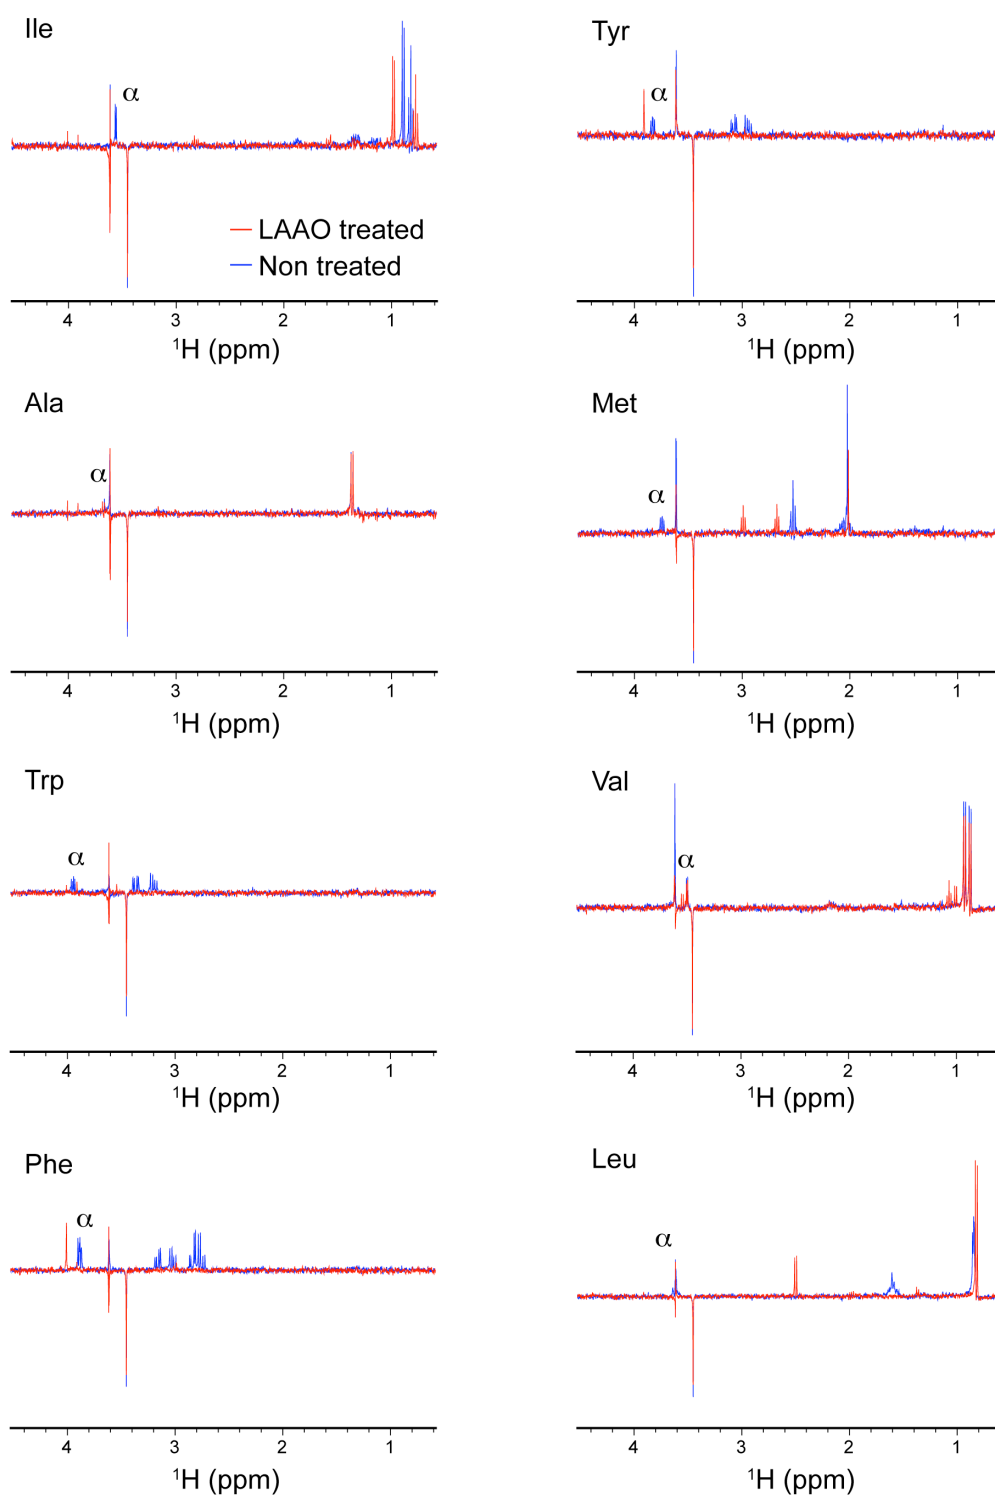 Ile
α
LAAO treated
Non treated
4 3 2 1
¹H (ppm)
Tyr
α
4 3 2 1
¹H (ppm)
Ala
α
4 3 2 1
¹H (ppm)
Met
α
4 3 2 1
¹H (ppm)
Trp
α
4 3 2 1
¹H (ppm)
Val
α
4 3 2 1
¹H (ppm)
Phe
α
4 3 2 1
¹H (ppm)
Leu
α
4 3 2 1
¹H (ppm)